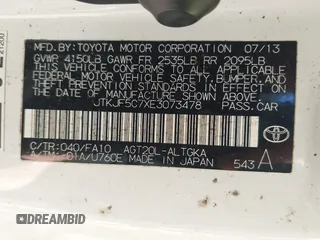 MFD. BY: TOYOTA MOTOR CORPORATION 07/13
GVWR 4150LB GAWR FR 2535LB RR 2095LB
THIS VEHICLE CONFORMS TO ALL APPLICABLE
FEDERAL MOTOR VEHICLE SAFETY, BUMPER, AND
THEFT PREVENTION STANDARDS IN EFFECT ON
THE DATE OF MANUFACTURE SHOWN ABOVE.
JTKJF5C7XE3073478 PASS.CAR
C/TR:040/FA10 AGT20L-ALTGKA
A/TM:-01A/U760E MADE IN JAPAN
543 A
TOYOTA
AUTOBIDMASTER